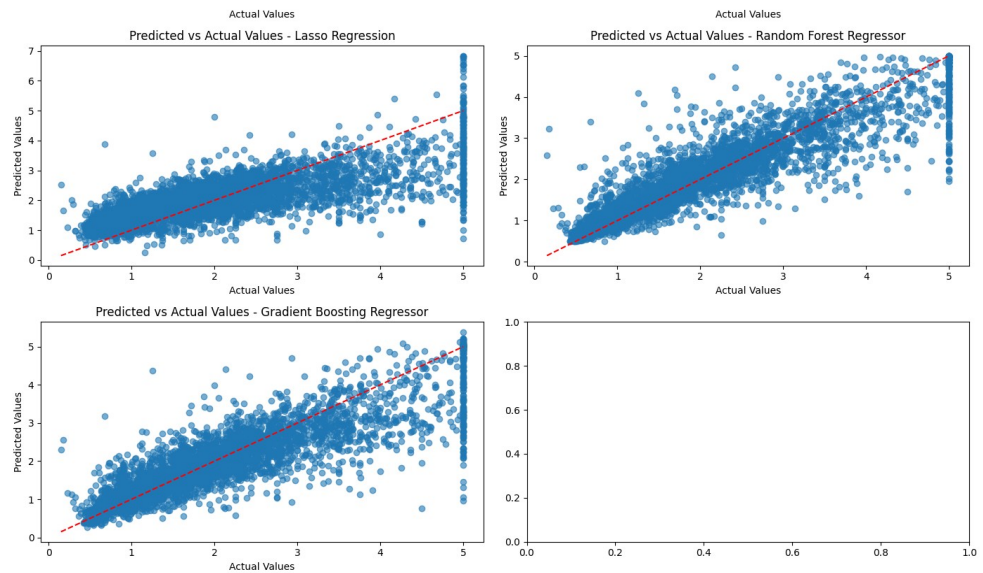 Actual Values
Actual Values
Predicted vs Actual Values - Lasso Regression
Predicted Values
7
6
5
4
3
2
1
0
0 1 2 3 4 5
Actual Values
Predicted vs Actual Values - Random Forest Regressor
Predicted Values
5
4
3
2
1
0
0 1 2 3 4 5
Actual Values
Predicted vs Actual Values - Gradient Boosting Regressor
Predicted Values
5
4
3
2
1
0
0 1 2 3 4 5
Actual Values
1.0
0.8
0.6
0.4
0.2
0.0
0.0 0.2 0.4 0.6 0.8 1.0